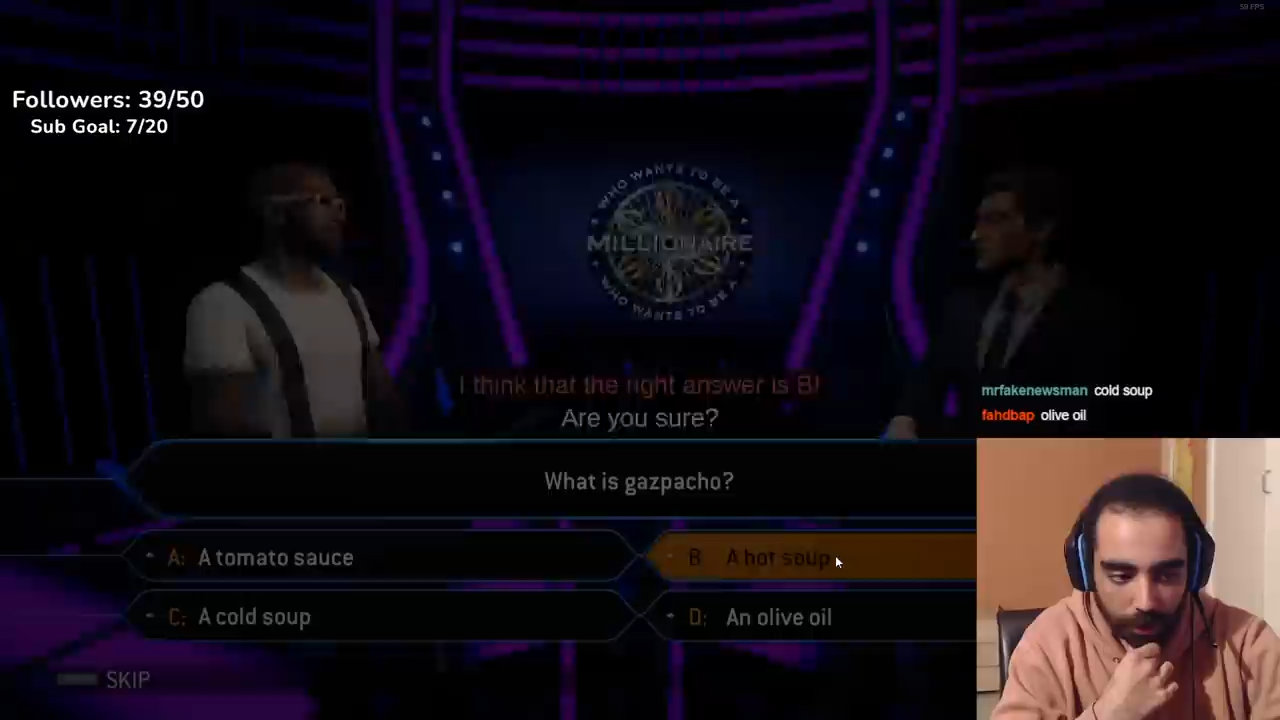 59 FPS
Followers: 39/50
Sub Goal: 7/20
WHO WANTS TO BE A
MILLIONAIRE
WHO WANTS TO BE A
I think that the right answer is B!
Are you sure?
mrfakenewsman cold soup
fahdbap olive oil
What is gazpacho?
A: A tomato sauce
B: A hot soup
C: A cold soup
D: An olive oil
SKIP